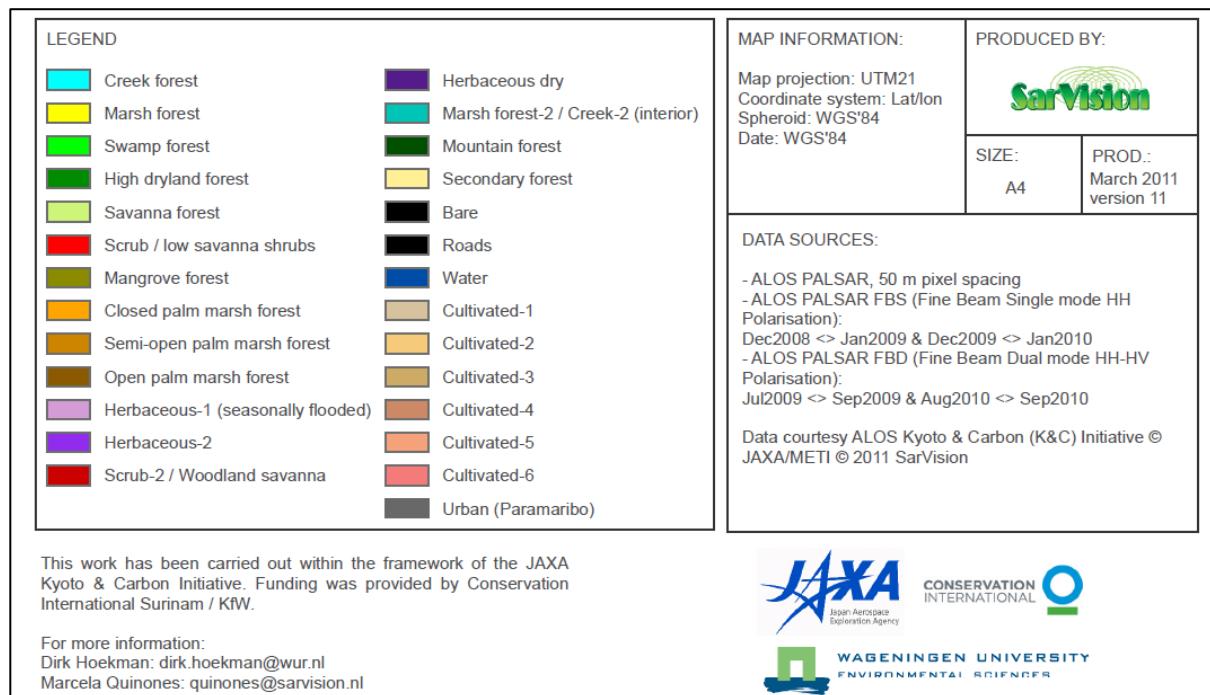 LEGEND
Creek forest
Marsh forest
Swamp forest
High dryland forest
Savanna forest
Scrub / low savanna shrubs
Mangrove forest
Closed palm marsh forest
Semi-open palm marsh forest
Open palm marsh forest
Herbaceous-1 (seasonally flooded)
Herbaceous-2
Scrub-2 / Woodland savanna
Herbaceous dry
Marsh forest-2 / Creek-2 (interior)
Mountain forest
Secondary forest
Bare
Roads
Water
Cultivated-1
Cultivated-2
Cultivated-3
Cultivated-4
Cultivated-5
Cultivated-6
Urban (Paramaribo)
MAP INFORMATION:
Map projection: UTM21
Coordinate system: Lat/lon
Spheroid: WGS'84
Date: WGS'84
PRODUCED BY:
SarVision
SIZE:
A4
PROD.:
March 2011
version 11
DATA SOURCES:
- ALOS PALSAR, 50 m pixel spacing
- ALOS PALSAR FBS (Fine Beam Single mode HH
Polarisation):
Dec2008 <> Jan2009 & Dec2009 <> Jan2010
- ALOS PALSAR FBD (Fine Beam Dual mode HH-HV
Polarisation):
Jul2009 <> Sep2009 & Aug2010 <> Sep2010
Data courtesy ALOS Kyoto & Carbon (K&C) Initiative ©
JAXA/METI © 2011 SarVision
This work has been carried out within the framework of the JAXA
Kyoto & Carbon Initiative. Funding was provided by Conservation
International Surinam / KfW.
For more information:
Dirk Hoekman: dirk.hoekman@wur.nl
Marcela Quinones: quinones@sarvision.nl
JAXA
Japan Aerospace
Exploration Agency
CONSERVATION
INTERNATIONAL
WAGENINGEN UNIVERSITY
ENVIRONMENTAL SCIENCES